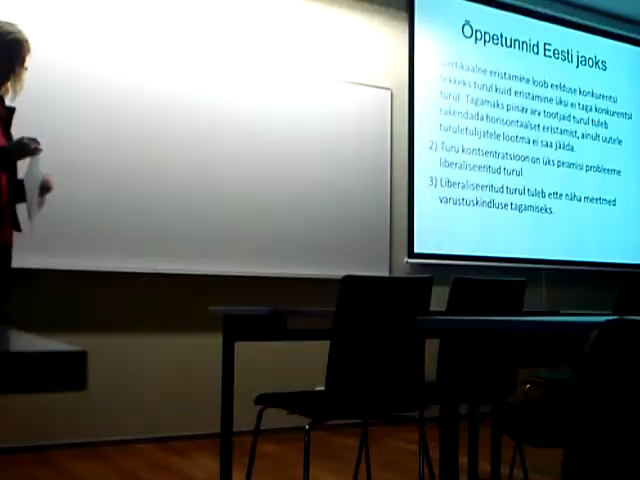 Õppetunnid Eesti jaoks
vertikaalne eristamine loob eelduse konkurentsi
tekkeks turul kuid eristamine üksi ei taga konkurentsi
turul. Tagamaks piisav arv tootjaid turul tuleb
rakendada horisontaalset eristamist, ainult uutele
turuletulijatele lootma ei saa jääda.
2) Turu kontsentratsioon on üks peamisi probleeme
liberaliseeritud turul.
3) Liberaliseeritud turul tuleb ette näha meetmed
varustuskindluse tagamiseks.